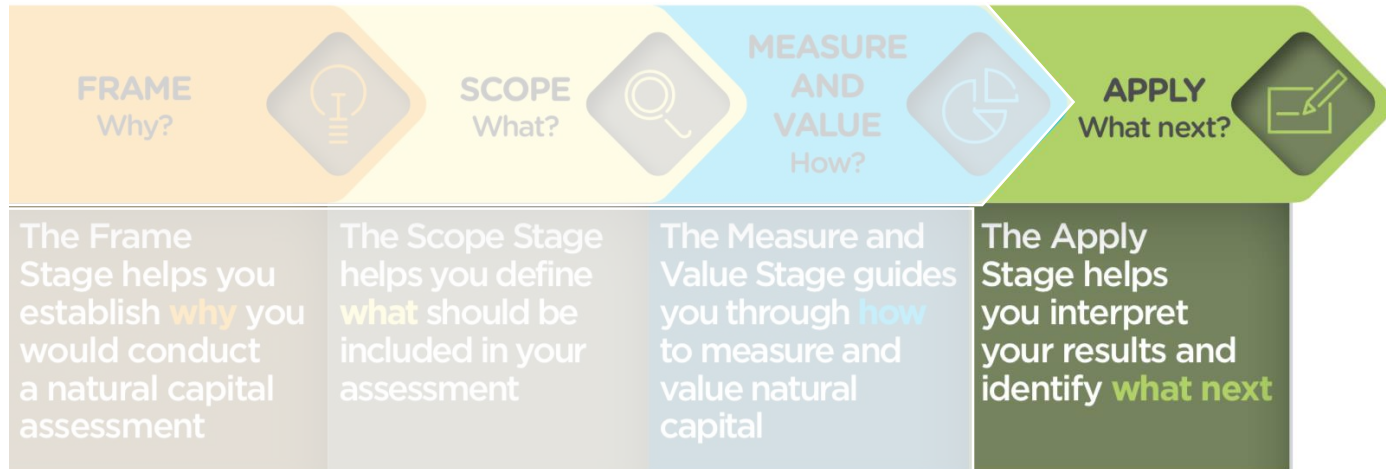 FRAME
Why?
SCOPE
What?
MEASURE
AND
VALUE
How?
APPLY
What next?
The Frame
Stage helps you
establish why you
would conduct
a natural capital
assessment
The Scope Stage
helps you define
what should be
included in your
assessment
The Measure and
Value Stage guides
you through how
to measure and
value natural
capital
The Apply
Stage helps
you interpret
your results and
identify what next